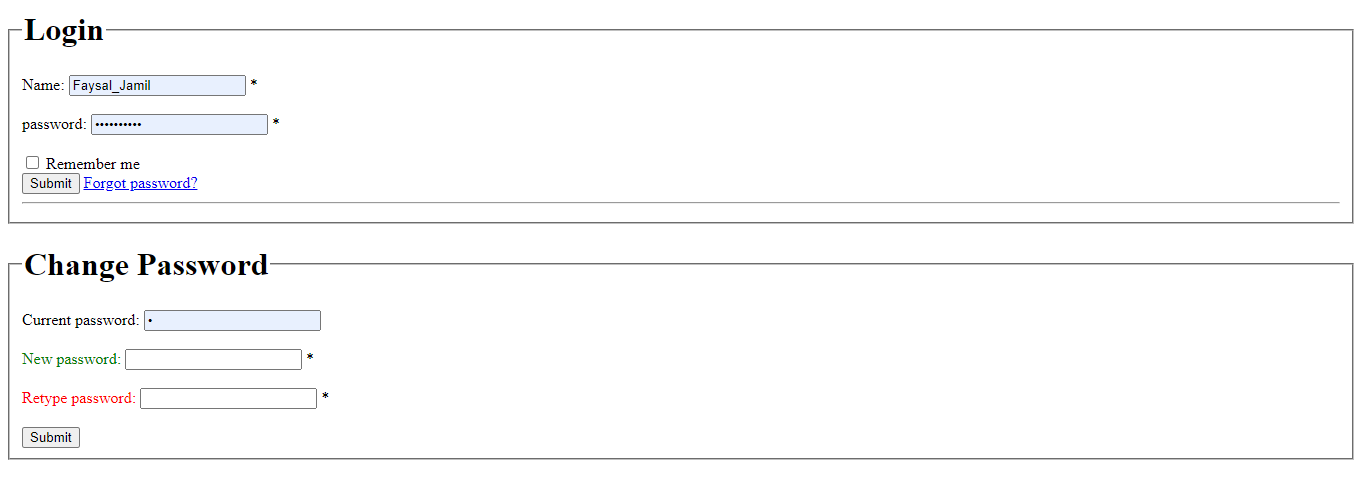 Login
Name: Faysal_Jamil *
password: •••••••••• *
Remember me
Submit Forgot password?
Change Password
Current password: •
New password: *
Retype password: *
Submit